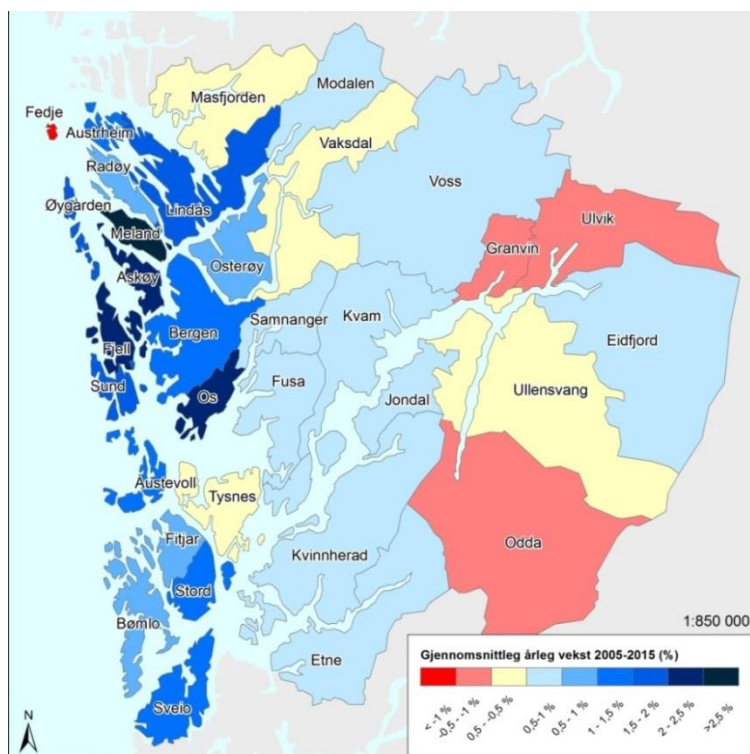 Modalen
Masfjorden
Fedje
Austrheim
Vaksdal
Radøy
Voss
Øygarden
Lindås
Ulvik
Meland
Granvin
Osterøy
Askøy
Samnanger
Kvam
Bergen
Eidfjord
Fjell
Fusa
Sund
Os
Jondal
Ullensvang
Austevoll
Tysnes
Fitjar
Odda
Kvinnherad
Stord
Bømlo
1:850 000
Etne
Sveio
Gjennomsnittleg årleg vekst 2005-2015 (%)
< -1 %
-0,5 - -1 %
0,5 - -0,5 %
0,5-1 %
0,5 - 1 %
1 - 1,5%
1,5 - 2 %
2 - 2,5%
>2,5 %
N